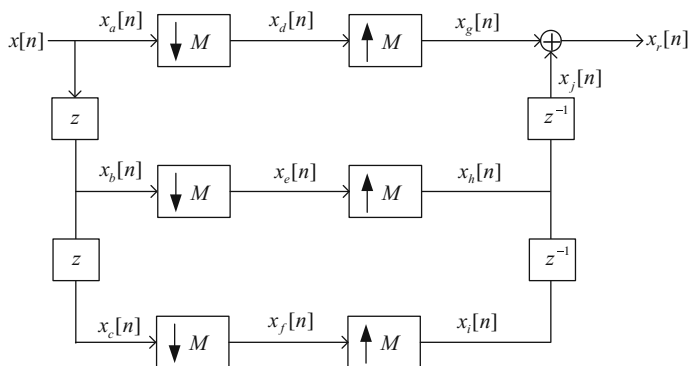 x[n] x_a[n] M x_d[n] M x_g[n] x_r[n]
x_j[n]
z z⁻¹
x_b[n] M x_e[n] M x_h[n]
z z⁻¹
x_c[n] M x_f[n] M x_i[n]